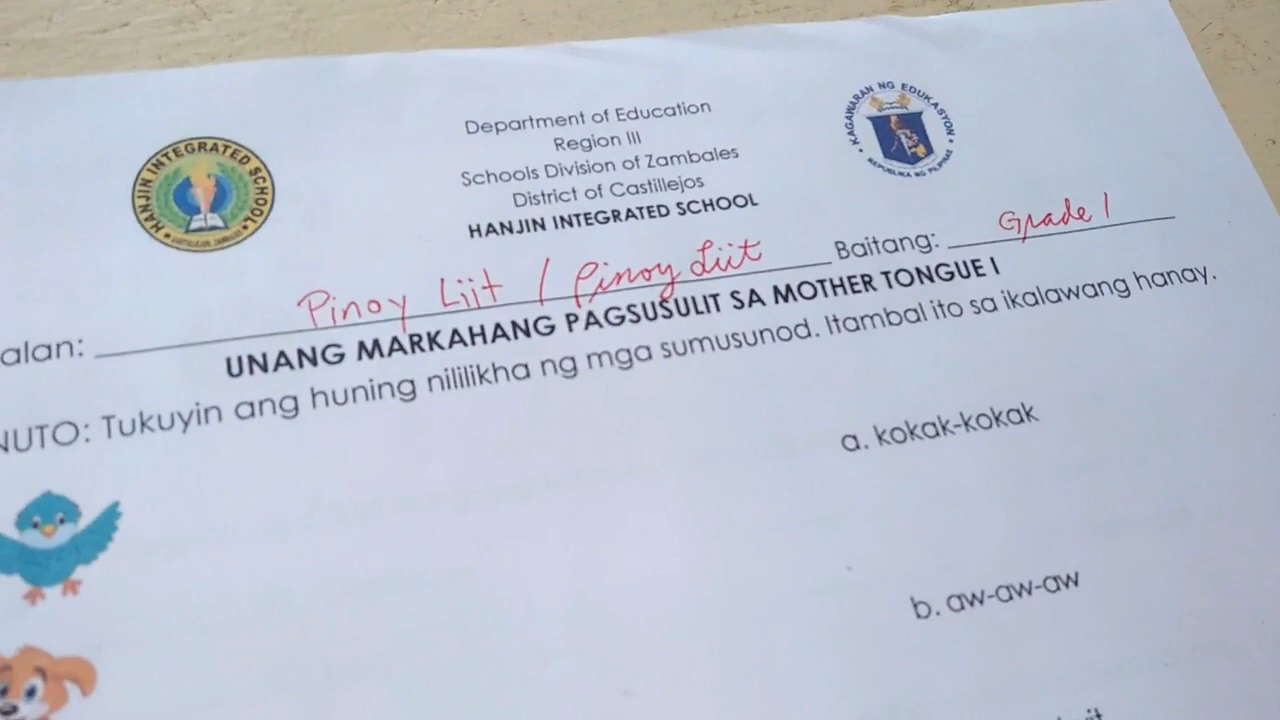 HANJIN INTEGRATED SCHOOL
CASTILLEJOS, ZAMBALES
Department of Education
Region III
Schools Division of Zambales
District of Castillejos
HANJIN INTEGRATED SCHOOL
KAGAWARAN NG EDUKASYON
REPUBLIKA NG PILIPINAS
alan: Pinoy Liit / Pinoy Liit Baitang: Grade 1
UNANG MARKAHANG PAGSUSULIT SA MOTHER TONGUE I
NUTO: Tukuyin ang huning nililikha ng mga sumusunod. Itambal ito sa ikalawang hanay.
a. kokak-kokak
b. aw-aw-aw